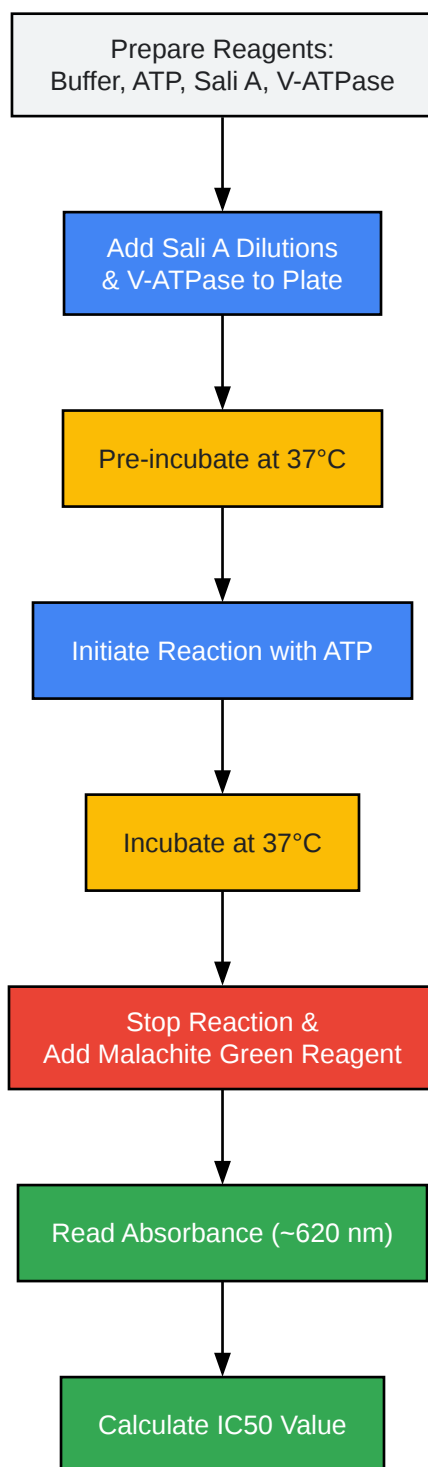 Prepare Reagents:
Buffer, ATP, Sali A, V-ATPase
Add Sali A Dilutions
& V-ATPase to Plate
Pre-incubate at 37°C
Initiate Reaction with ATP
Incubate at 37°C
Stop Reaction &
Add Malachite Green Reagent
Read Absorbance (~620 nm)
Calculate IC50 Value